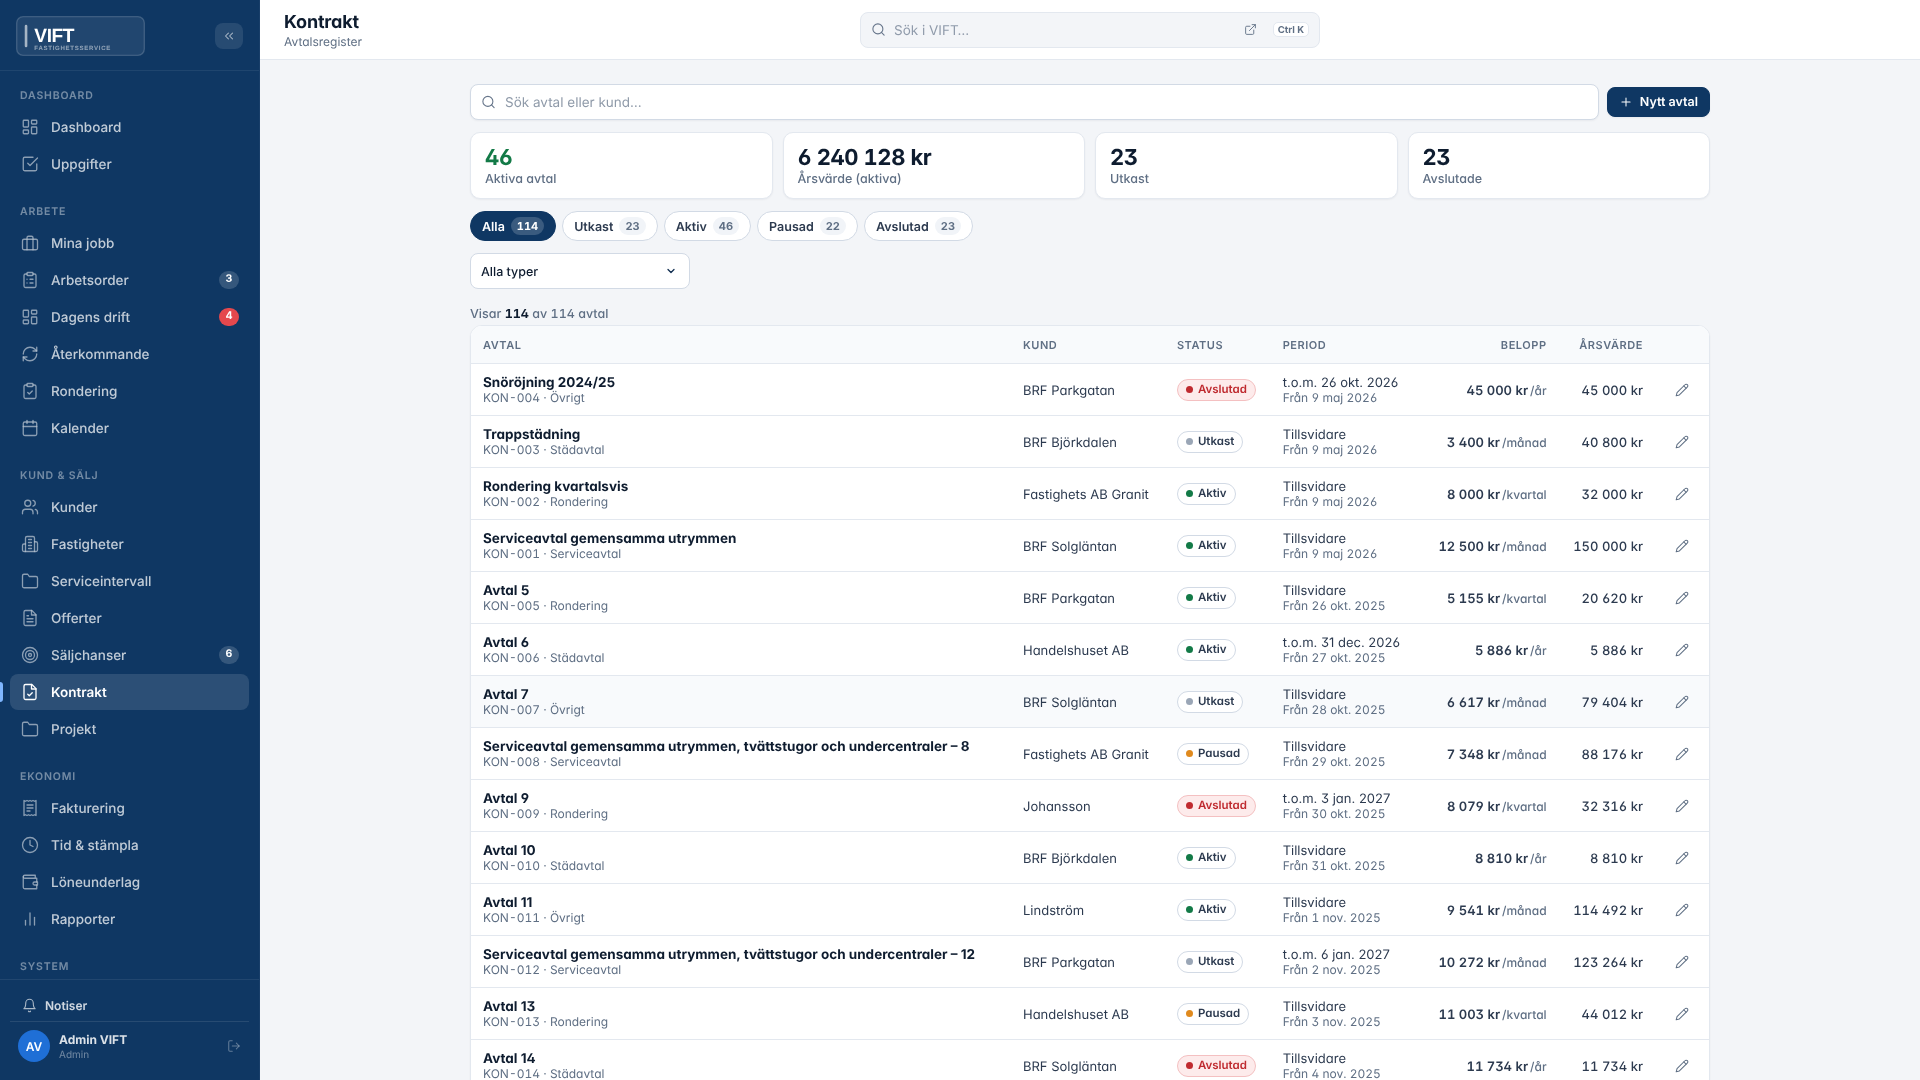 VIFT
FASTIGHETSSERVICE
DASHBOARD
Dashboard
Uppgifter
ARBETE
Mina jobb
Arbetsorder 3
Dagens drift 4
Återkommande
Rondering
Kalender
KUND & SÄLJ
Kunder
Fastigheter
Serviceintervall
Offerter
Säljchanser 6
Kontrakt
Projekt
EKONOMI
Fakturering
Tid & stämpla
Löneunderlag
Rapporter
SYSTEM
Notiser
AV Admin VIFT
Admin
Kontrakt
Avtalsregister
Sök i VIFT... Ctrl K
Sök avtal eller kund...
+ Nytt avtal
46
Aktiva avtal
6 240 128 kr
Årsvärde (aktiva)
23
Utkast
23
Avslutade
Alla 114 Utkast 23 Aktiv 46 Pausad 22 Avslutad 23
Alla typer
Visar 114 av 114 avtal
AVTAL KUND STATUS PERIOD BELOPP ÅRSVÄRDE
Snöröjning 2024/25 BRF Parkgatan Avslutad t.o.m. 26 okt. 2026 45 000 kr/år 45 000 kr
KON-004 · Övrigt Från 9 maj 2026
Trappstädning BRF Björkdalen Utkast Tillsvidare 3 400 kr/månad 40 800 kr
KON-003 · Städavtal Från 9 maj 2026
Rondering kvartalsvis Fastighets AB Granit Aktiv Tillsvidare 8 000 kr/kvartal 32 000 kr
KON-002 · Rondering Från 9 maj 2026
Serviceavtal gemensamma utrymmen BRF Solgläntan Aktiv Tillsvidare 12 500 kr/månad 150 000 kr
KON-001 · Serviceavtal Från 9 maj 2026
Avtal 5 BRF Parkgatan Aktiv Tillsvidare 5 155 kr/kvartal 20 620 kr
KON-005 · Rondering Från 26 okt. 2025
Avtal 6 Handelshuset AB Aktiv t.o.m. 31 dec. 2026 5 886 kr/år 5 886 kr
KON-006 · Städavtal Från 27 okt. 2025
Avtal 7 BRF Solgläntan Utkast Tillsvidare 6 617 kr/månad 79 404 kr
KON-007 · Övrigt Från 28 okt. 2025
Serviceavtal gemensamma utrymmen, tvättstugor och undercentraler – 8 Fastighets AB Granit Pausad Tillsvidare 7 348 kr/månad 88 176 kr
KON-008 · Serviceavtal Från 29 okt. 2025
Avtal 9 Johansson Avslutad t.o.m. 3 jan. 2027 8 079 kr/kvartal 32 316 kr
KON-009 · Rondering Från 30 okt. 2025
Avtal 10 BRF Björkdalen Aktiv Tillsvidare 8 810 kr/år 8 810 kr
KON-010 · Städavtal Från 31 okt. 2025
Avtal 11 Lindström Aktiv Tillsvidare 9 541 kr/månad 114 492 kr
KON-011 · Övrigt Från 1 nov. 2025
Serviceavtal gemensamma utrymmen, tvättstugor och undercentraler – 12 BRF Parkgatan Utkast t.o.m. 6 jan. 2027 10 272 kr/månad 123 264 kr
KON-012 · Serviceavtal Från 2 nov. 2025
Avtal 13 Handelshuset AB Pausad Tillsvidare 11 003 kr/kvartal 44 012 kr
KON-013 · Rondering Från 3 nov. 2025
Avtal 14 BRF Solgläntan Avslutad Tillsvidare 11 734 kr/år 11 734 kr
KON-014 · Städavtal Från 4 nov. 2025